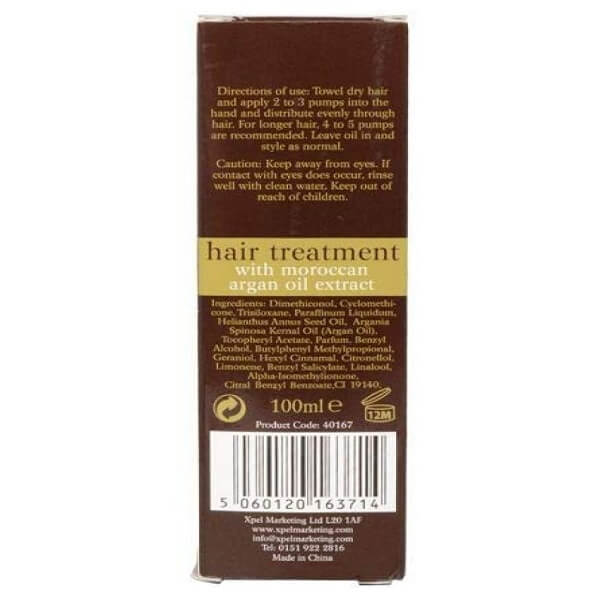 Directions of use: Towel dry hair
and apply 2 to 3 pumps into the
hand and distribute evenly through
hair. For longer hair, 4 to 5 pumps
are recommended. Leave oil in and
style as normal.
Caution: Keep away from eyes. If
contact with eyes does occur, rinse
well with clean water. Keep out of
reach of children.
hair treatment
with moroccan
argan oil extract
Ingredients: Dimethiconol, Cyclomethi-
cone, Trisiloxane, Paraffinum Liquidum,
Helianthus Annus Seed Oil, Argania
Spinosa Kernal Oil (Argan Oil),
Tocopheryl Acetate, Parfum, Benzyl
Alcohol, Butylphenyl Methylpropional,
Geraniol, Hexyl Cinnamal, Citronellol,
Limonene, Benzyl Salicylate, Linalool,
Alpha-Isomethylionone,
Citral Benzyl Benzoate,CI 19140.
100ml e
12M
Product Code: 40167
5 060120 163714
Xpel Marketing Ltd L20 1AF
www.xpelmarketing.com
info@xpelmarketing.com
Tel: 0151 922 2816
Made in China